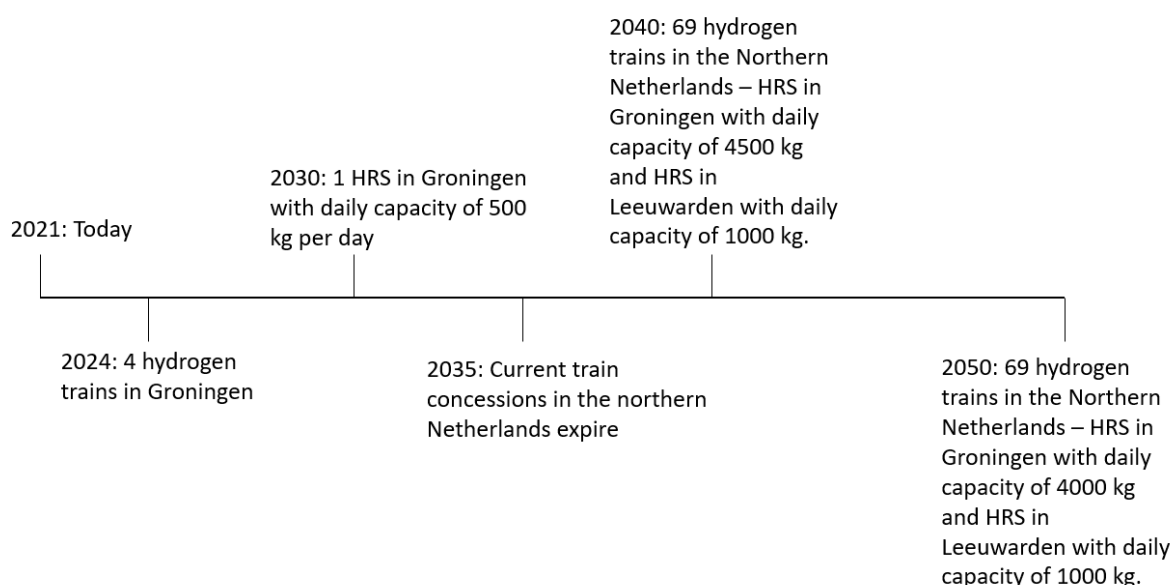 2021: Today
2024: 4 hydrogen
trains in Groningen
2030: 1 HRS in Groningen
with daily capacity of 500
kg per day
2035: Current train
concessions in the northern
Netherlands expire
2040: 69 hydrogen
trains in the Northern
Netherlands – HRS in
Groningen with daily
capacity of 4500 kg
and HRS in
Leeuwarden with daily
capacity of 1000 kg.
2050: 69 hydrogen
trains in the Northern
Netherlands – HRS in
Groningen with daily
capacity of 4000 kg
and HRS in
Leeuwarden with daily
capacity of 1000 kg.